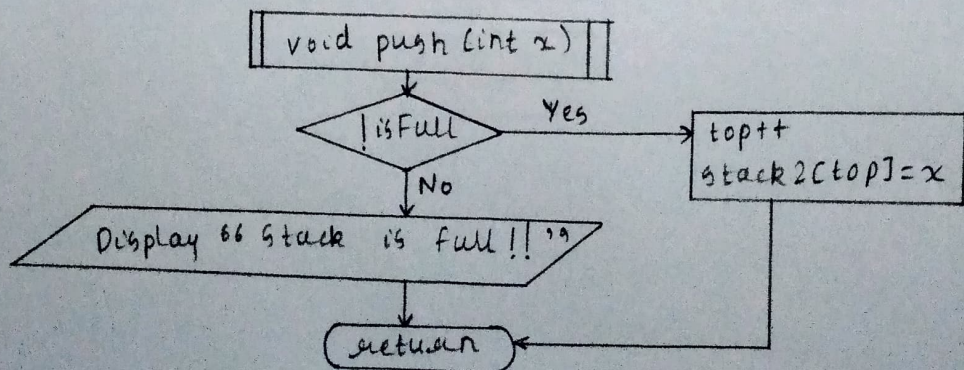 void push (int x)
!isFull
Yes
top++
stack2[top]=x
No
Display "Stack is full!!"
return